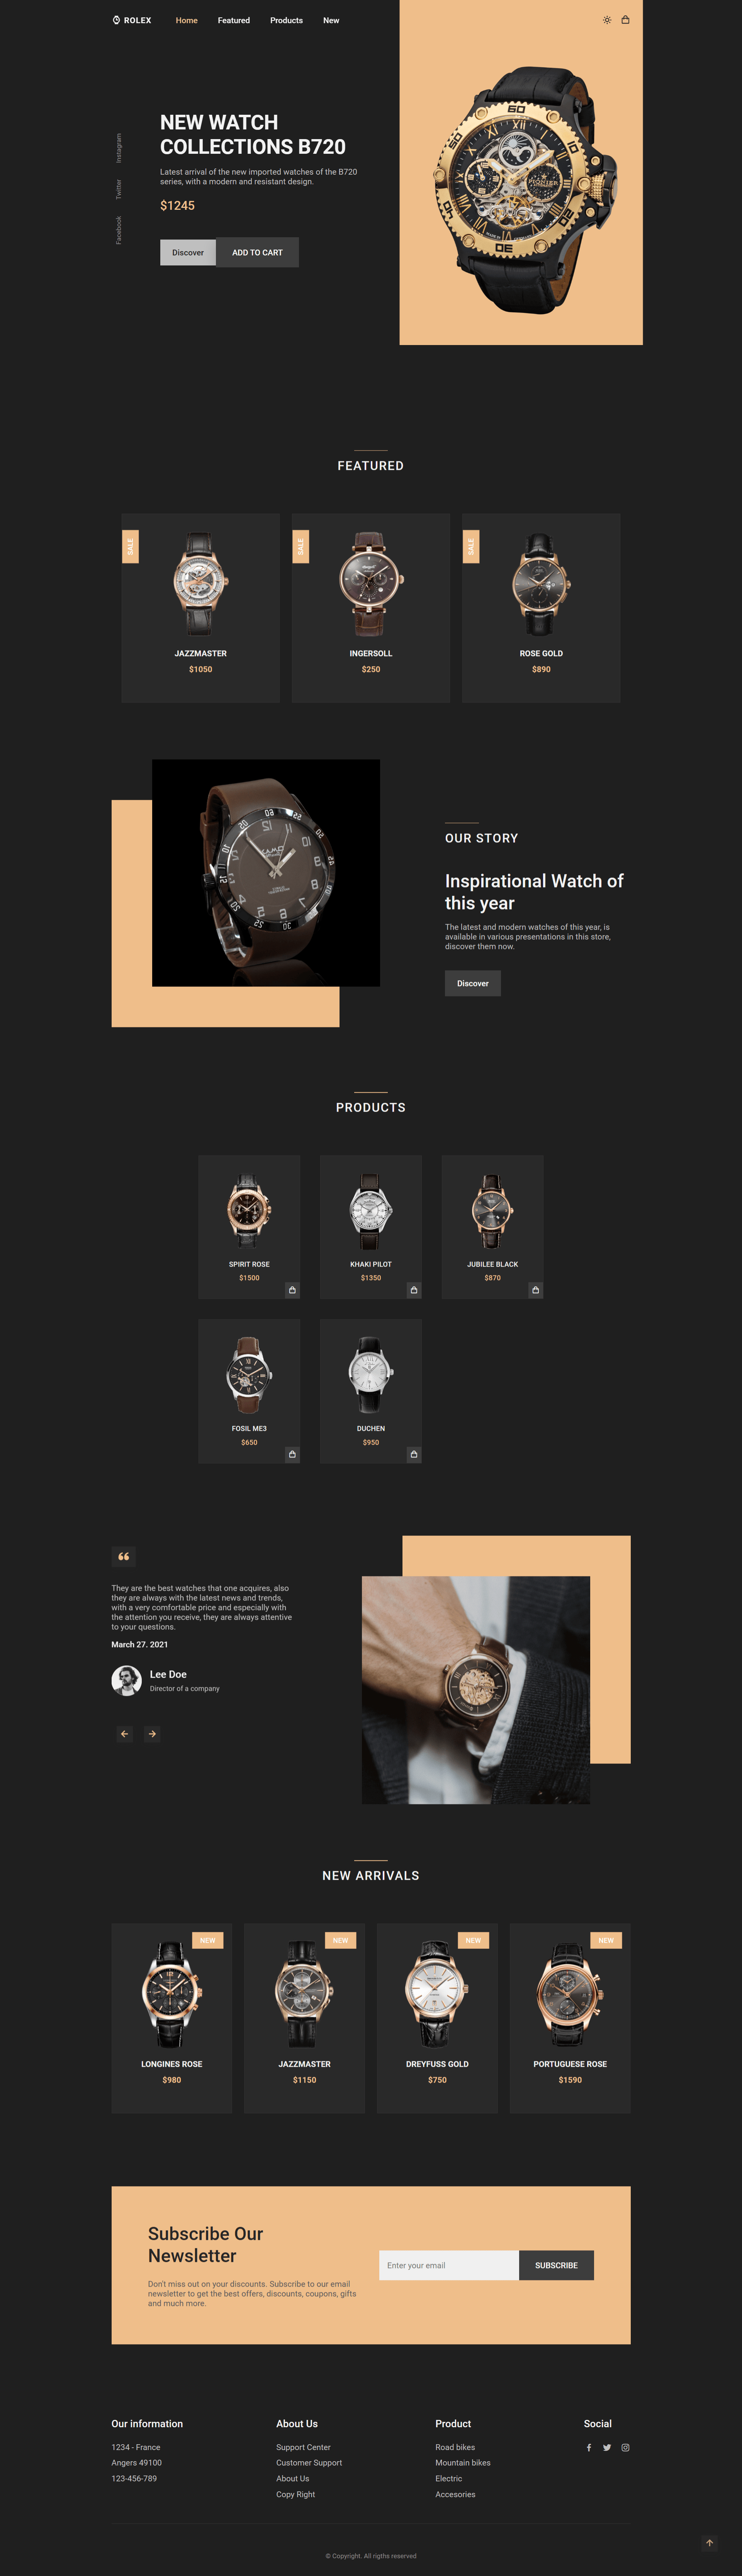 ROLEX
Home
Featured
Products
New
Instagram
Twitter
Facebook
NEW WATCH
COLLECTIONS B720
Latest arrival of the new imported watches of the B720
series, with a modern and resistant design.
$1245
Discover
ADD TO CART
FEATURED
SALE
JAZZMASTER
$1050
SALE
INGERSOLL
$250
SALE
ROSE GOLD
$890
OUR STORY
Inspirational Watch of
this year
The latest and modern watches of this year, is
available in various presentations in this store,
discover them now.
Discover
PRODUCTS
SPIRIT ROSE
$1500
KHAKI PILOT
$1350
JUBILEE BLACK
$870
FOSIL ME3
$650
DUCHEN
$950
They are the best watches that one acquires, also
they are always with the latest news and trends,
with a very comfortable price and especially with
the attention you receive, they are always attentive
to your questions.
March 27. 2021
Lee Doe
Director of a company
NEW ARRIVALS
NEW
LONGINES ROSE
$980
NEW
JAZZMASTER
$1150
NEW
DREYFUSS GOLD
$750
NEW
PORTUGUESE ROSE
$1590
Subscribe Our
Newsletter
Don't miss out on your discounts. Subscribe to our email
newsletter to get the best offers, discounts, coupons, gifts
and much more.
Enter your email
SUBSCRIBE
Our information
1234 - France
Angers 49100
123-456-789
About Us
Support Center
Customer Support
About Us
Copy Right
Product
Road bikes
Mountain bikes
Electric
Accesories
Social
© Copyright. All rigths reserved